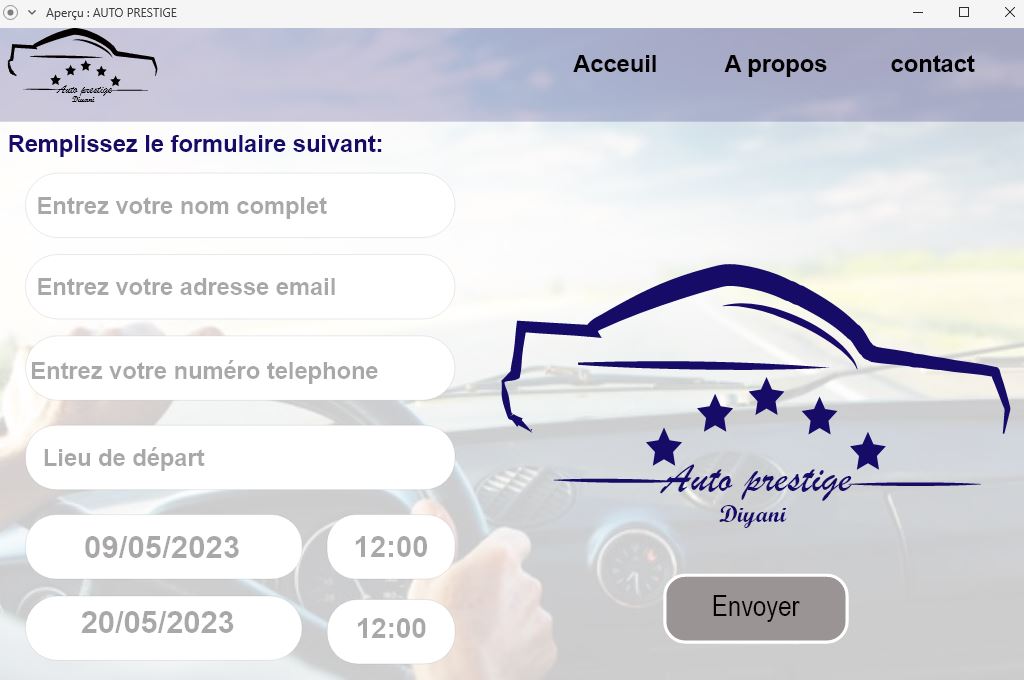 Aperçu : AUTO PRESTIGE
Auto prestige
Diyani
Acceuil A propos contact
Remplissez le formulaire suivant:
Entrez votre nom complet
Entrez votre adresse email
Entrez votre numéro telephone
Lieu de départ
09/05/2023 12:00
20/05/2023 12:00
Auto prestige
Diyani
Envoyer